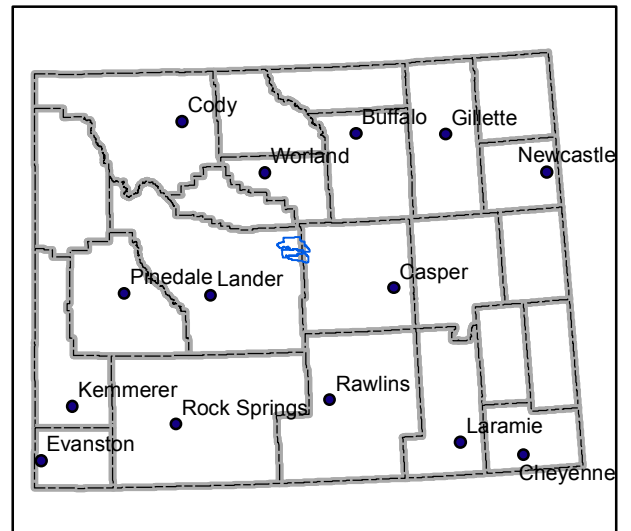 Cody
Buffalo
Gillette
Worland
Newcastle
Pinedale
Lander
Casper
Kemmerer
Rock Springs
Rawlins
Laramie
Evanston
Cheyenne